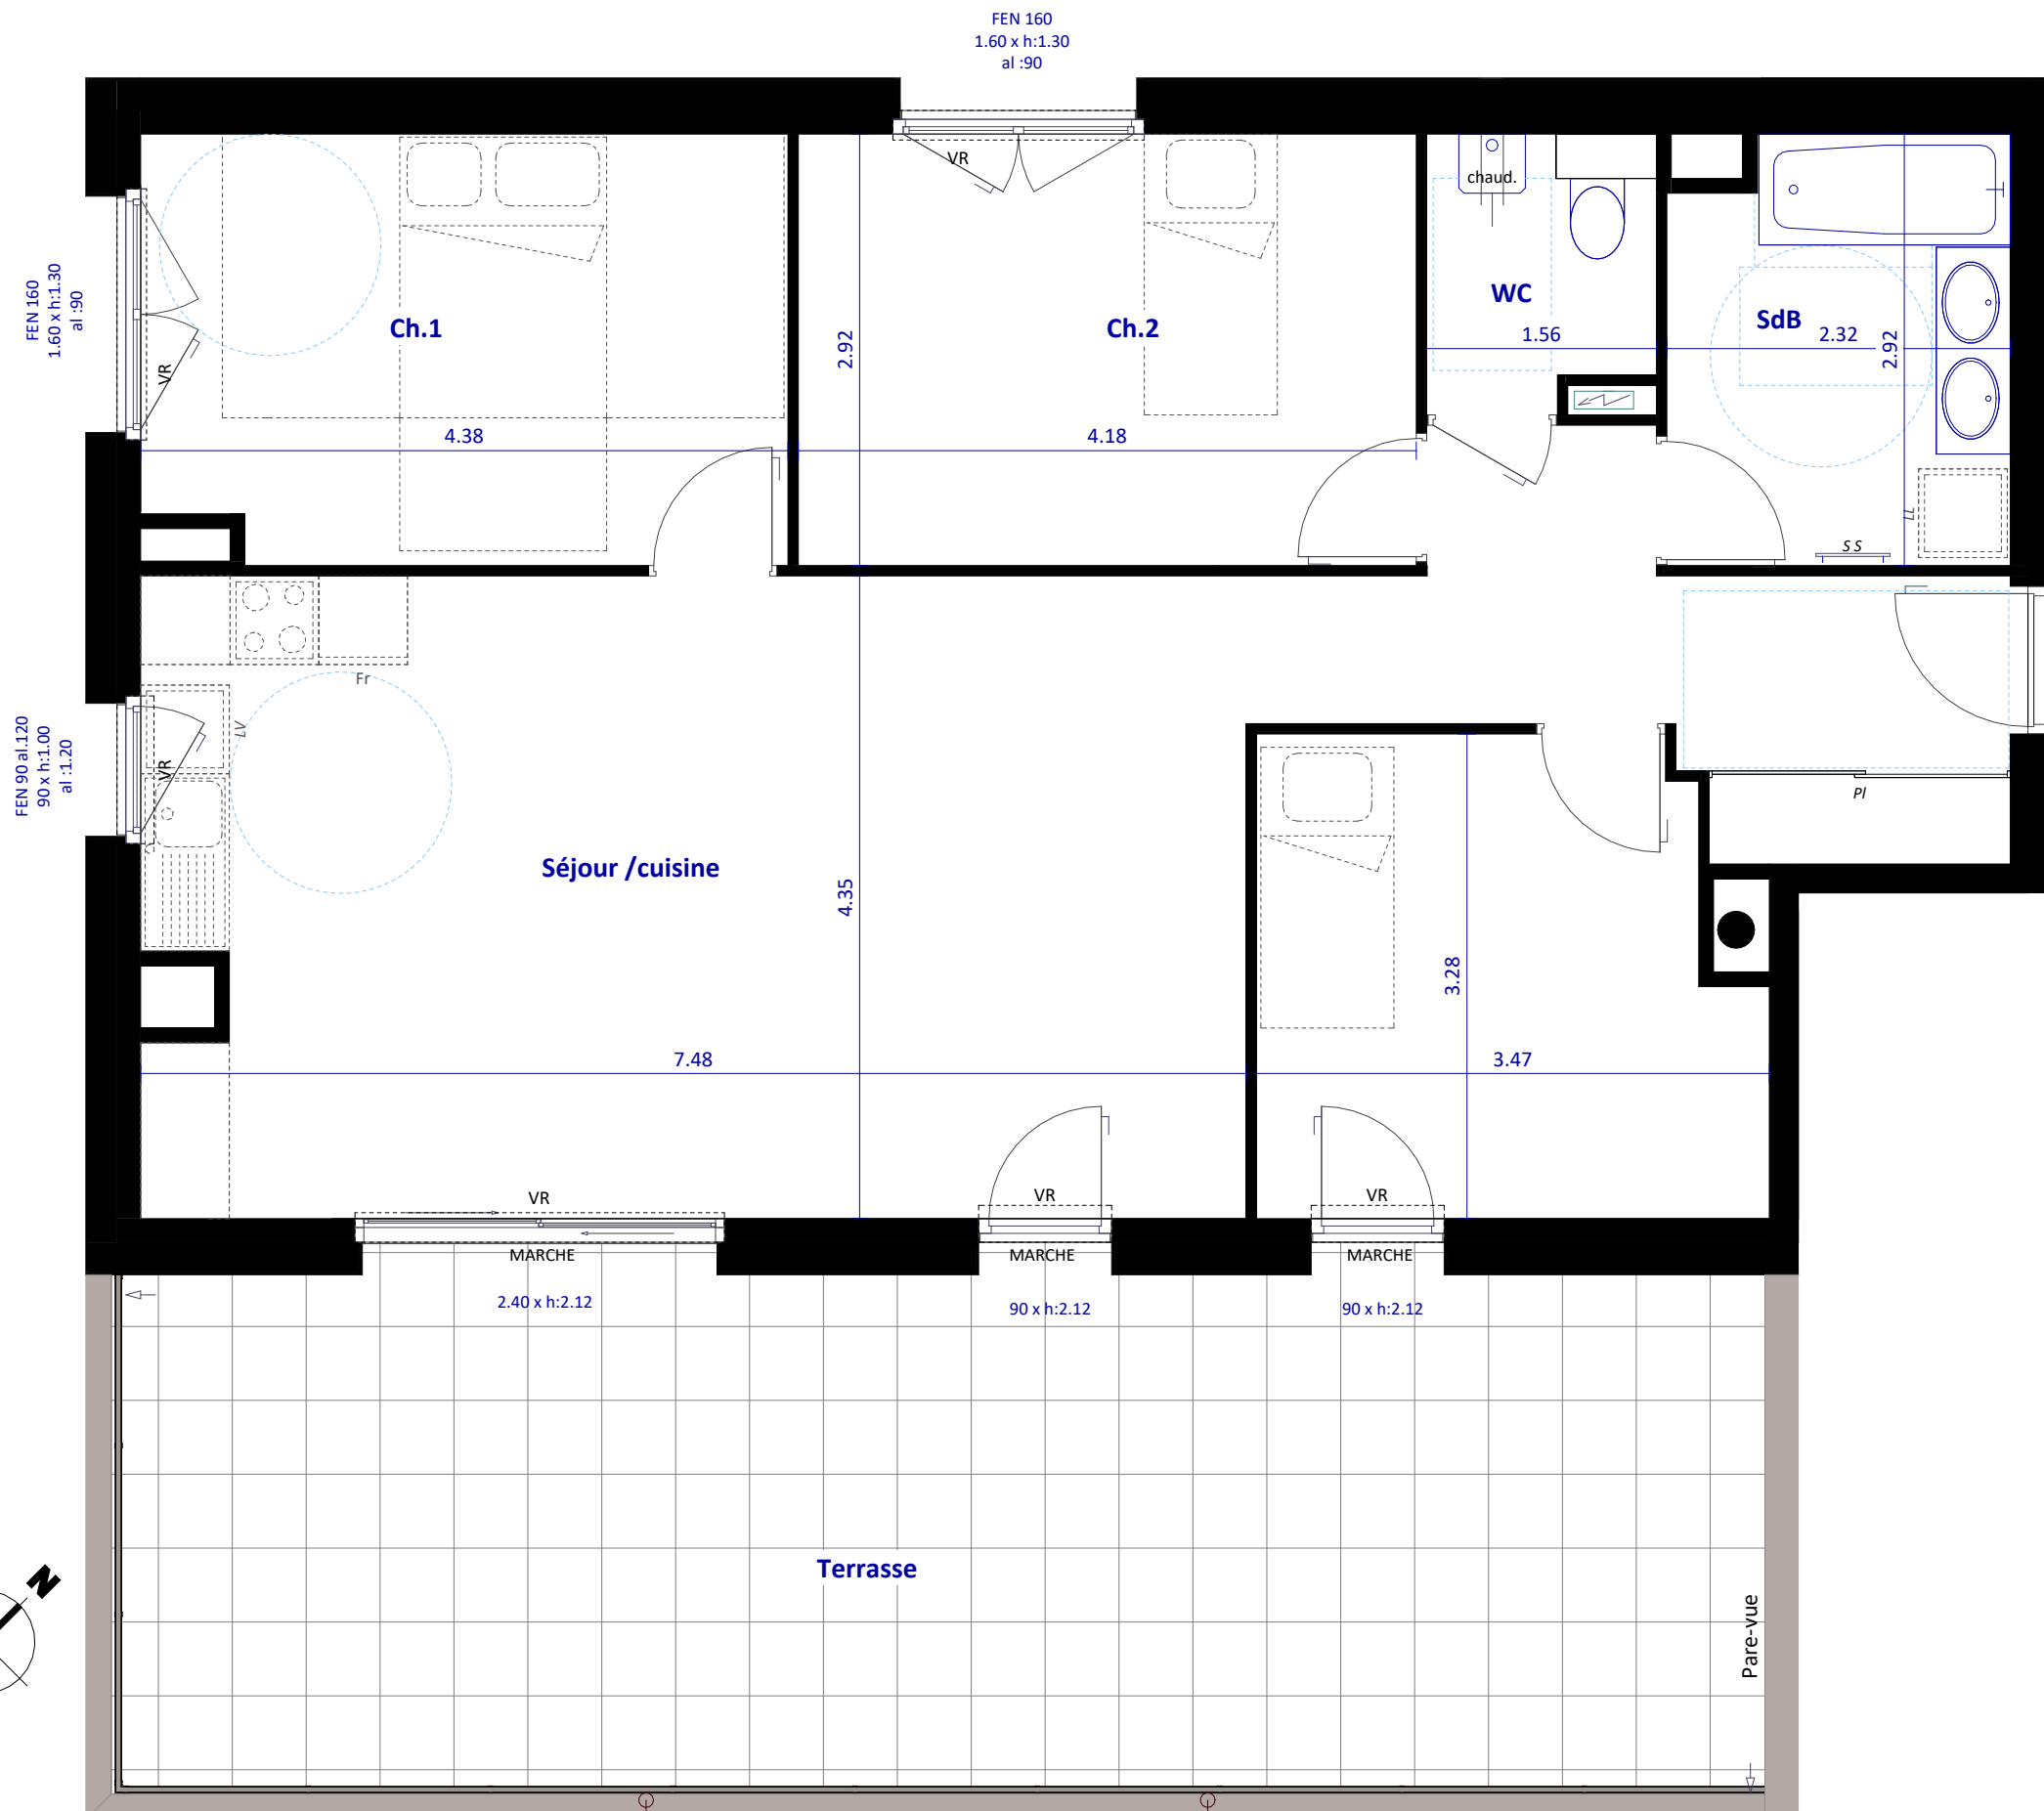 FEN 160
1.60 x h:1.30
al :90
VR
chaud.
FEN 160
1.60 x h:1.30
al :90
VR
Ch.1
Ch.2
WC
SdB
2.92
1.56
2.32
2.92
4.38
4.18
LL
S S
Fr
LV
FEN 90 al.120
90 x h:1.00
al :1.20
VR
Pl
Séjour /cuisine
4.35
3.28
7.48
3.47
VR
VR
VR
MARCHE
MARCHE
MARCHE
2.40 x h:2.12
90 x h:2.12
90 x h:2.12
Terrasse
N
Pare-vue